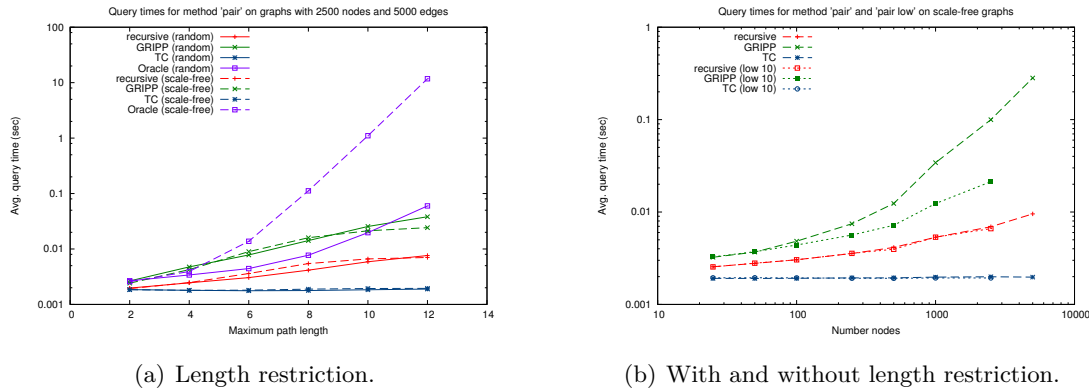 Query times for method 'pair' on graphs with 2500 nodes and 5000 edges
recursive (random)
GRIPP (random)
TC (random)
Oracle (random)
recursive (scale-free)
GRIPP (scale-free)
TC (scale-free)
Oracle (scale-free)
Avg. query time (sec)
100
10
1
0.1
0.01
0.001
0 2 4 6 8 10 12 14
Maximum path length
(a) Length restriction.
Query times for method 'pair' and 'pair low' on scale-free graphs
recursive
GRIPP
TC
recursive (low 10)
GRIPP (low 10)
TC (low 10)
Avg. query time (sec)
1
0.1
0.01
0.001
10 100 1000 10000
Number nodes
(b) With and without length restriction.